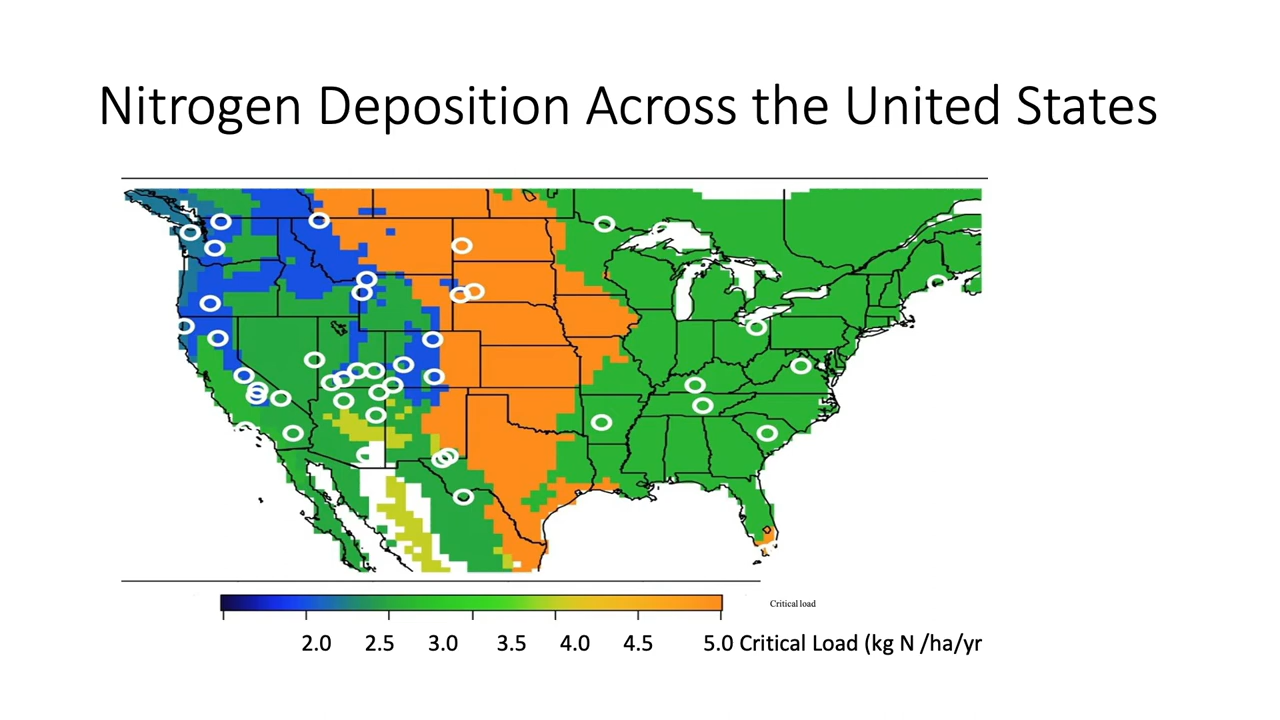 Nitrogen Deposition Across the United States
Critical load
2.0 2.5 3.0 3.5 4.0 4.5 5.0 Critical Load (kg N /ha/yr